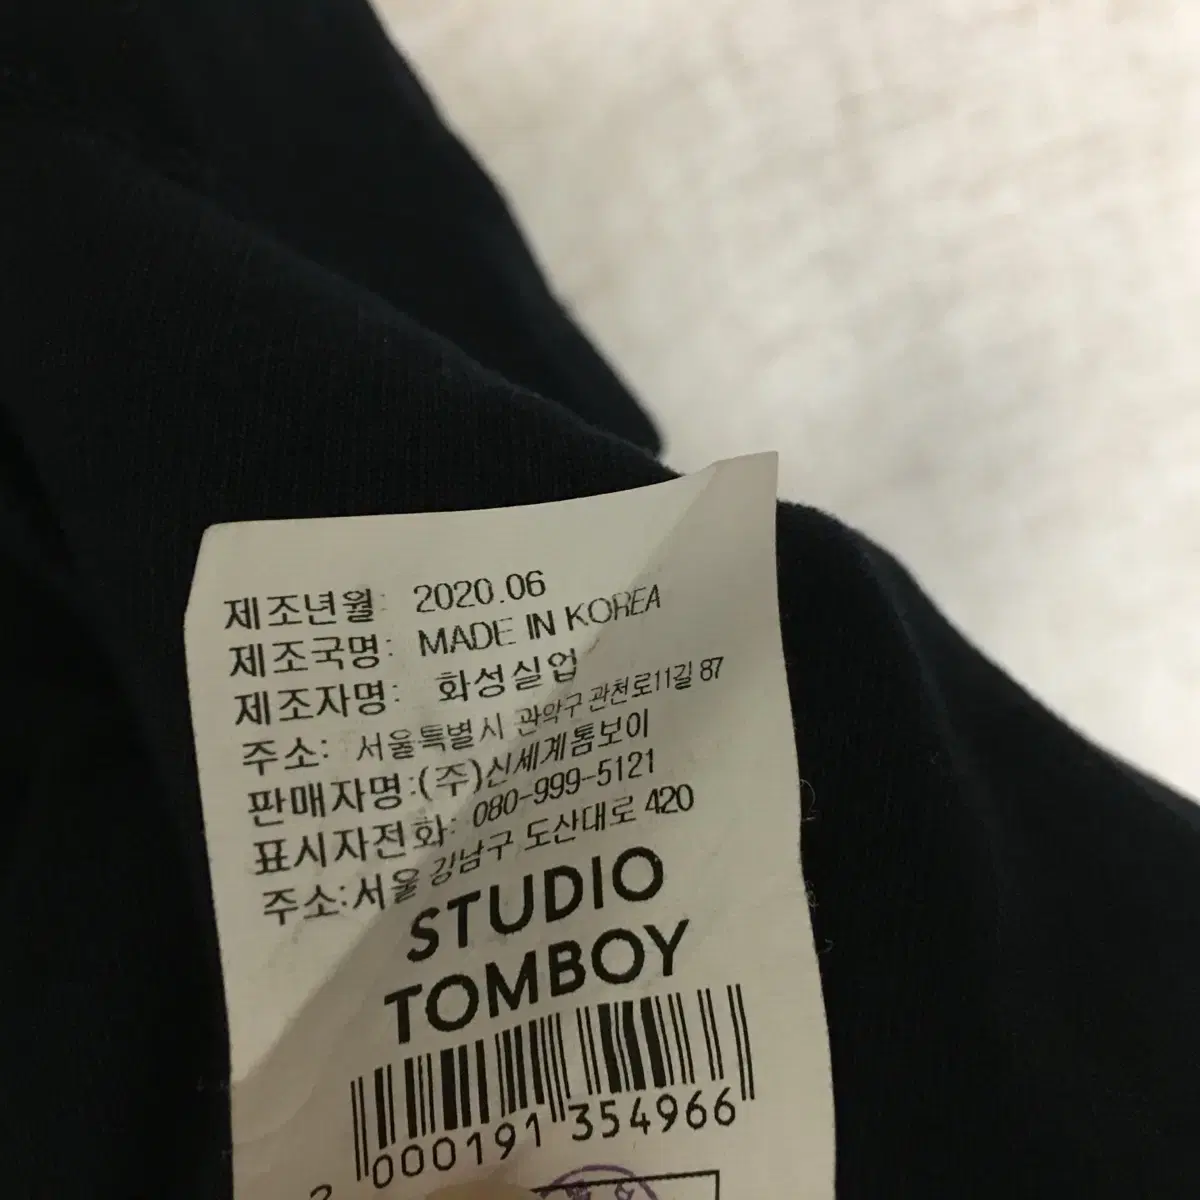 제조년월: 2020.06
제조국명: MADE IN KOREA
제조자명: 화성실업
주소: 서울특별시 관악구 관천로11길 87
판매자명:(주)신세계톰보이
표시자전화: 080-999-5121
주소:서울 강남구 도산대로 420
STUDIO
TOMBOY
2 000191 354966